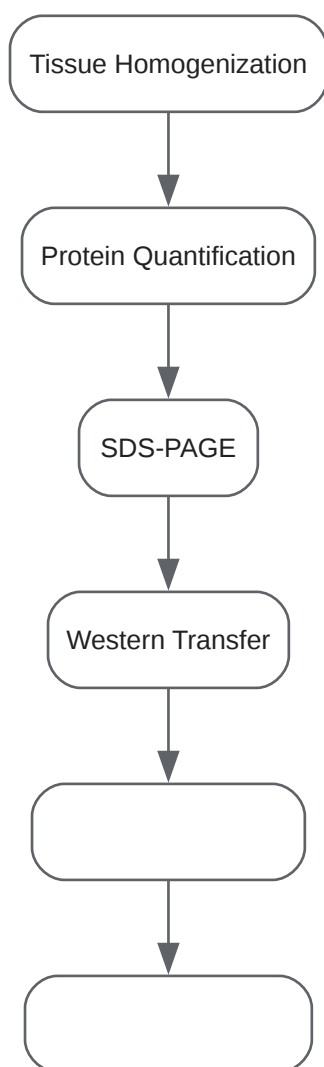 Tissue Homogenization
Protein Quantification
SDS-PAGE
Western Transfer